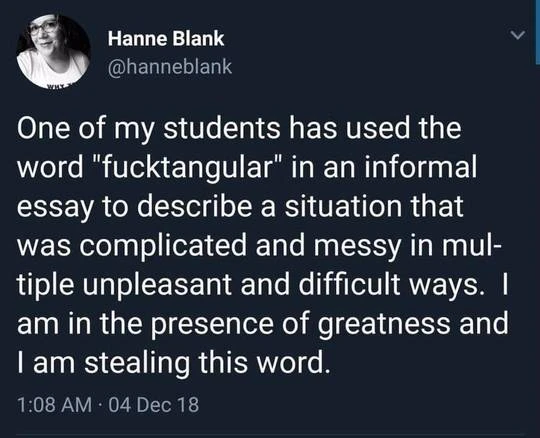 Hanne Blank
@hanneblank
One of my students has used the
word "fucktangular" in an informal
essay to describe a situation that
was complicated and messy in mul-
tiple unpleasant and difficult ways.  I
am in the presence of greatness and
I am stealing this word.
1:08 AM · 04 Dec 18